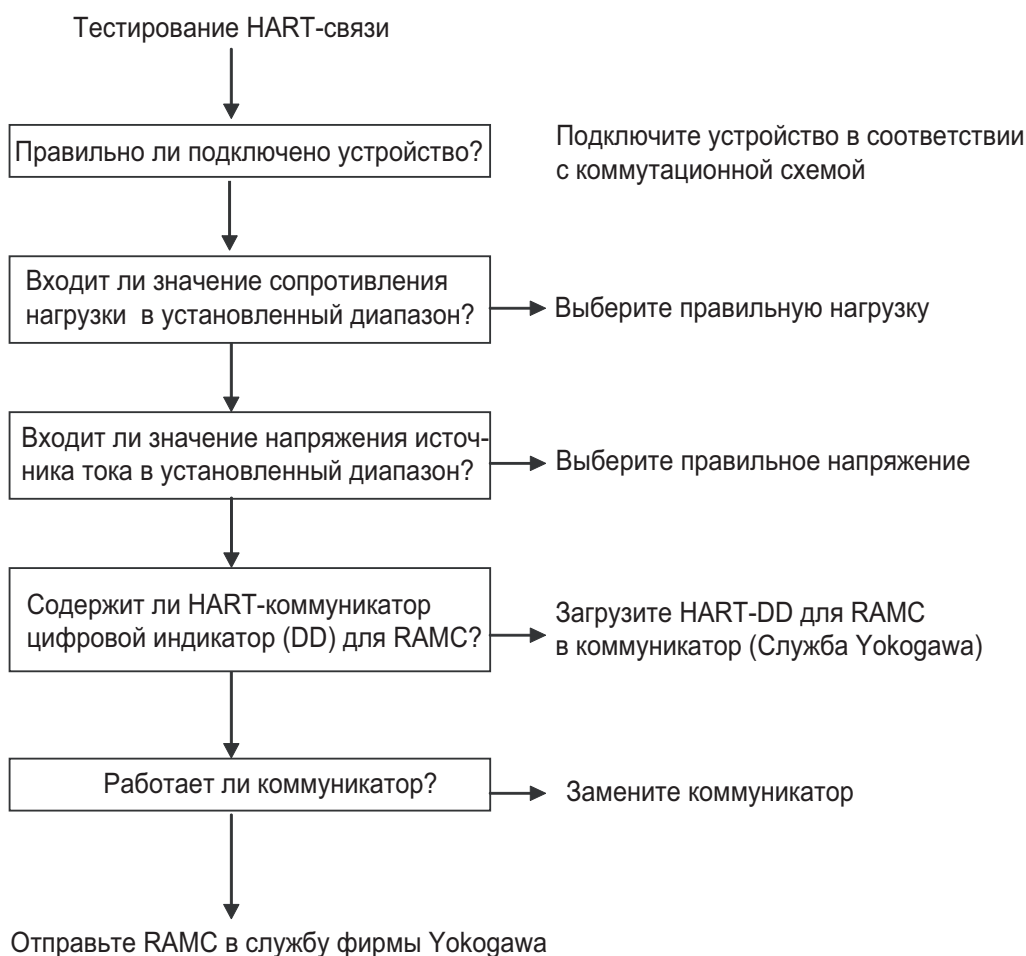 Тестирование HART-связи
Правильно ли подключено устройство?
Подключите устройство в соответствии
с коммутационной схемой
Входит ли значение сопротивления
нагрузки в установленный диапазон?
Выберите правильную нагрузку
Входит ли значение напряжения источ-
ника тока в установленный диапазон?
Выберите правильное напряжение
Содержит ли HART-коммуникатор
цифровой индикатор (DD) для RAMC?
Загрузите HART-DD для RAMC
в коммуникатор (Служба Yokogawa)
Работает ли коммуникатор?
Замените коммуникатор
Отправьте RAMC в службу фирмы Yokogawa